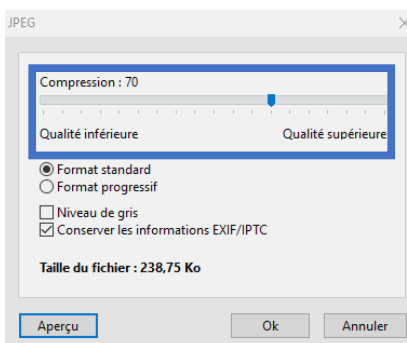 JPEG
Compression : 70
Qualité inférieure Qualité supérieure
Format standard
Format progressif
Niveau de gris
Conserver les informations EXIF/IPTC
Taille du fichier : 238,75 Ko
Aperçu Ok Annuler